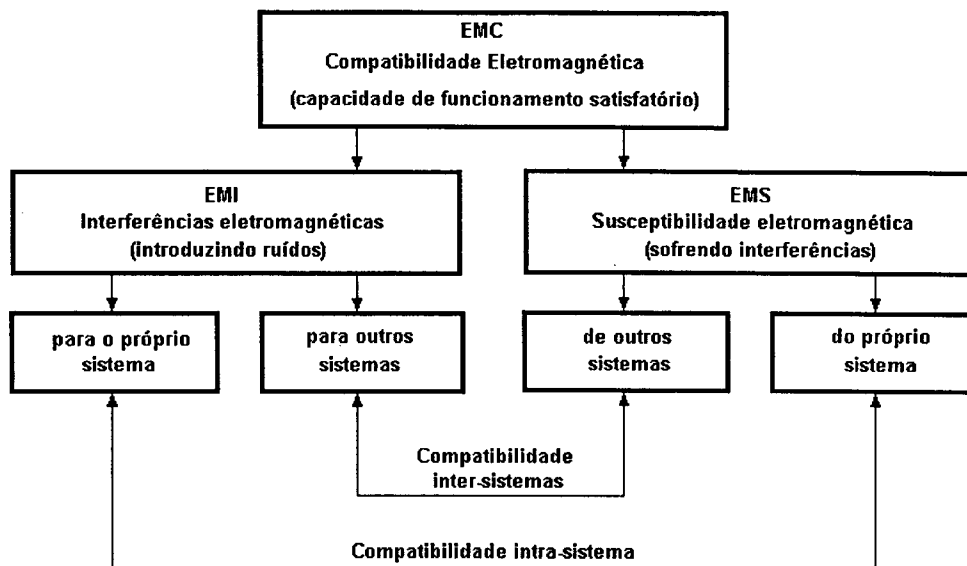 EMC
Compatibilidade Eletromagnética
(capacidade de funcionamento satisfatório)
EMI
Interferências eletromagnéticas
(introduzindo ruídos)
EMS
Susceptibilidade eletromagnética
(sofrendo interferências)
para o próprio
sistema
para outros
sistemas
de outros
sistemas
do próprio
sistema
Compatibilidade
inter-sistemas
Compatibilidade intra-sistema